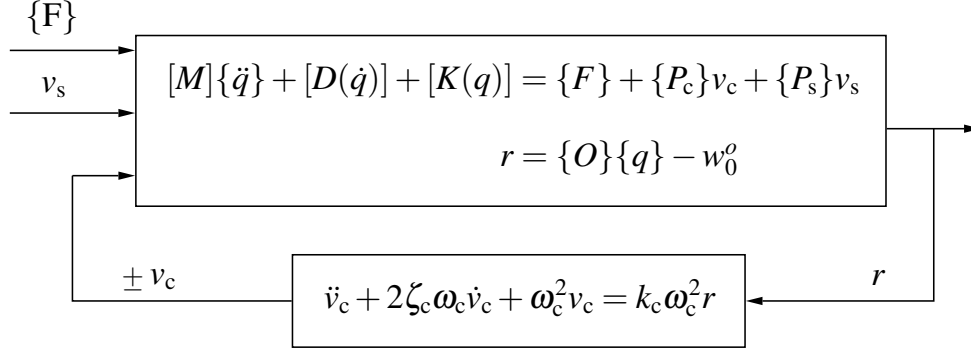 {F}
[M]{q̈} + [D(q̇)] + [K(q)] = {F} + {P_c}v_c + {P_s}v_s
v_s
r = {O}{q} − w_0^o
± v_c
v̈_c + 2ζ_cω_cv̇_c + ω_c^2v_c = k_cω_c^2r
r